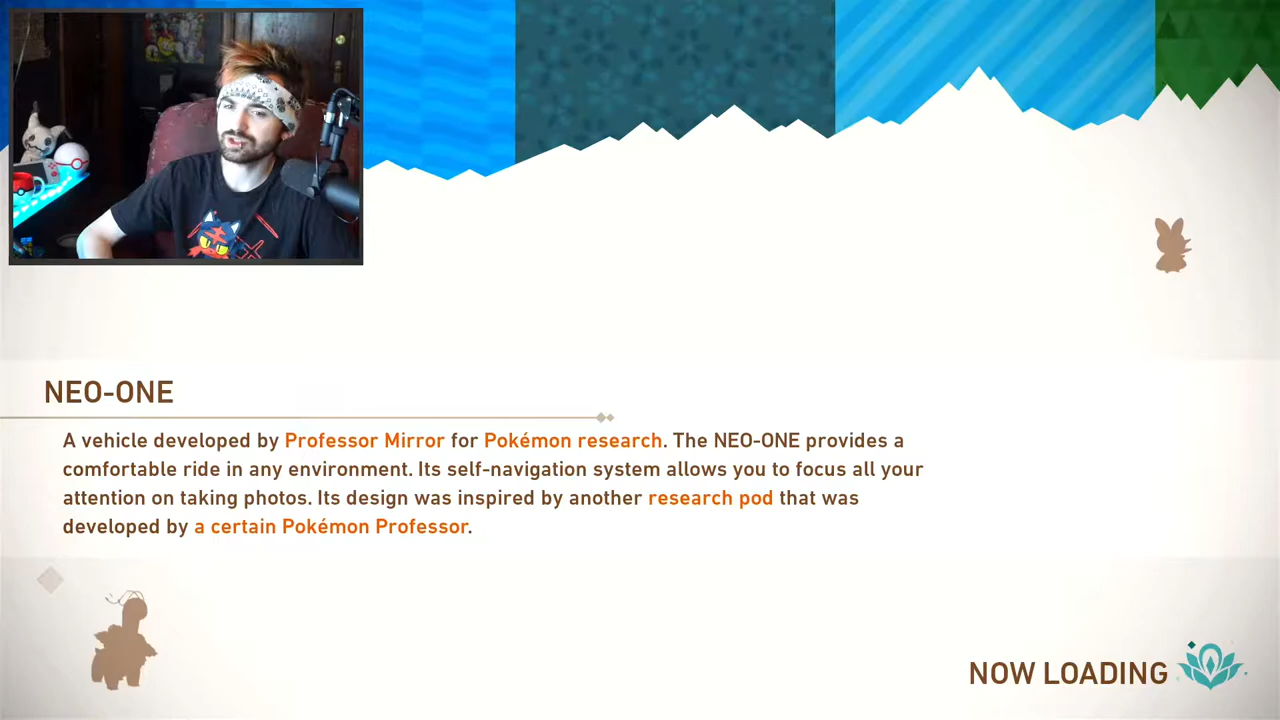 NEO-ONE
A vehicle developed by Professor Mirror for Pokémon research. The NEO-ONE provides a
comfortable ride in any environment. Its self-navigation system allows you to focus all your
attention on taking photos. Its design was inspired by another research pod that was
developed by a certain Pokémon Professor.
NOW LOADING